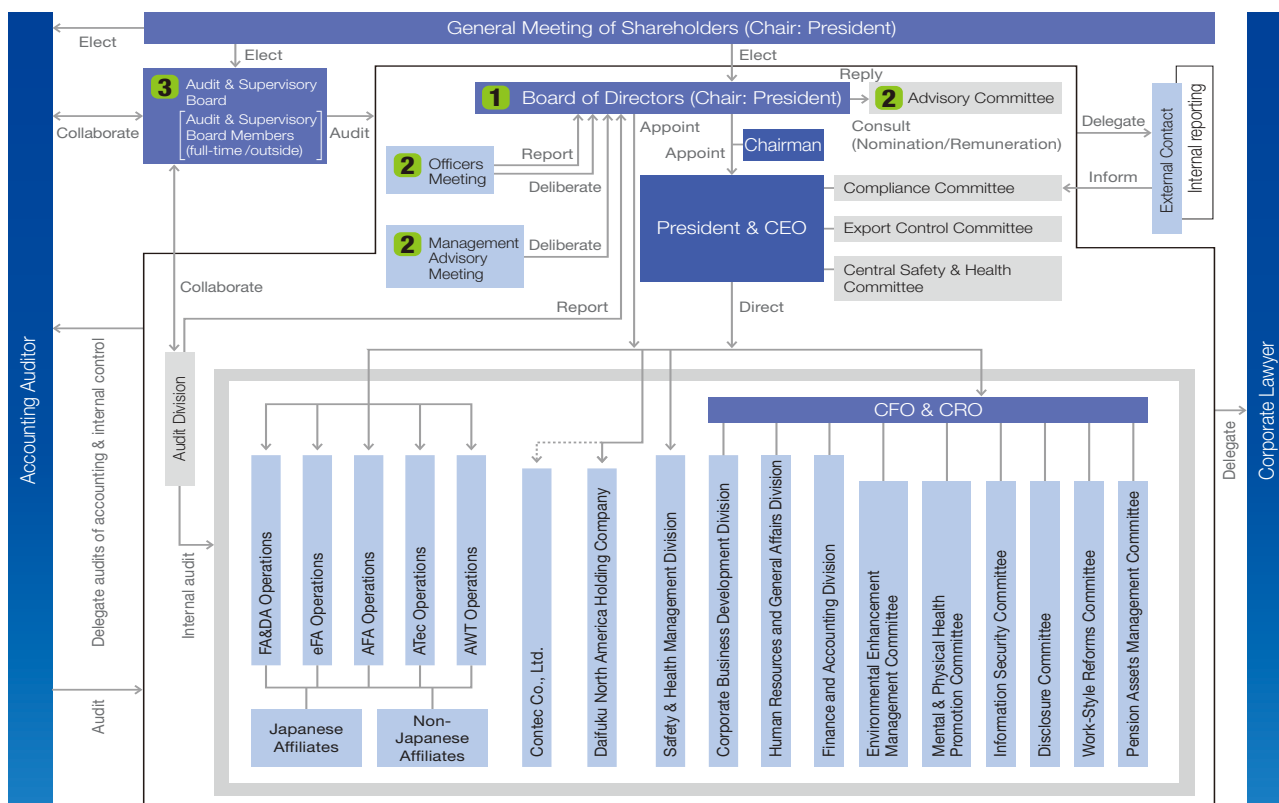 General Meeting of Shareholders (Chair: President)
Elect
Elect
Elect
3 Audit & Supervisory
Board
Audit & Supervisory
Board Members
(full-time /outside)
Collaborate
Audit
1 Board of Directors (Chair: President)
Reply
2 Advisory Committee
Consult
(Nomination/Remuneration)
Appoint
Appoint
Chairman
Delegate
External Contact
Internal reporting
Inform
2 Officers
Meeting
Report
Deliberate
2 Management
Advisory
Meeting
Deliberate
President & CEO
Compliance Committee
Export Control Committee
Central Safety & Health
Committee
Collaborate
Report
Direct
Accounting Auditor
Delegate audits of accounting & internal control
Audit
Audit Division
Internal audit
Corporate Lawyer
Delegate
CFO & CRO
FA&DA Operations
eFA Operations
AFA Operations
ATec Operations
AWT Operations
Japanese
Affiliates
Non-
Japanese
Affiliates
Contec Co., Ltd.
Daifuku North America Holding Company
Safety & Health Management Division
Corporate Business Development Division
Human Resources and General Affairs Division
Finance and Accounting Division
Environmental Enhancement
Management Committee
Mental & Physical Health
Promotion Committee
Information Security Committee
Disclosure Committee
Work-Style Reforms Committee
Pension Assets Management Committee